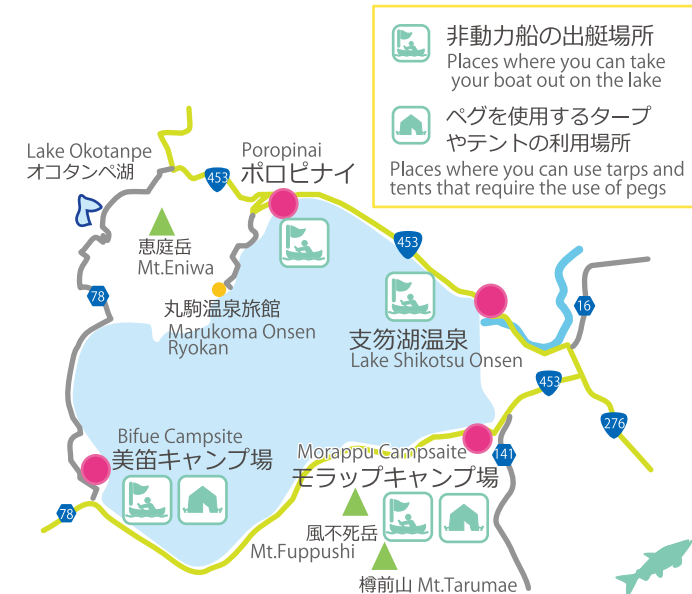 非動力船の出艇場所
Places where you can take
your boat out on the lake
ペグを使用するタープ
やテントの利用場所
Places where you can use tarps and
tents that require the use of pegs
Lake Okotanpe
オコタンペ湖
453
Poropinai
ポロピナイ
恵庭岳
Mt.Eniwa
453
78
丸駒温泉旅館
Marukoma Onsen
Ryokan
支笏湖温泉
Lake Shikotsu Onsen
16
453
276
Bifue Campsite
美笛キャンプ場
Morappu Campsaite
モラップキャンプ場
141
78
風不死岳
Mt.Fuppushi
樽前山 Mt.Tarumae